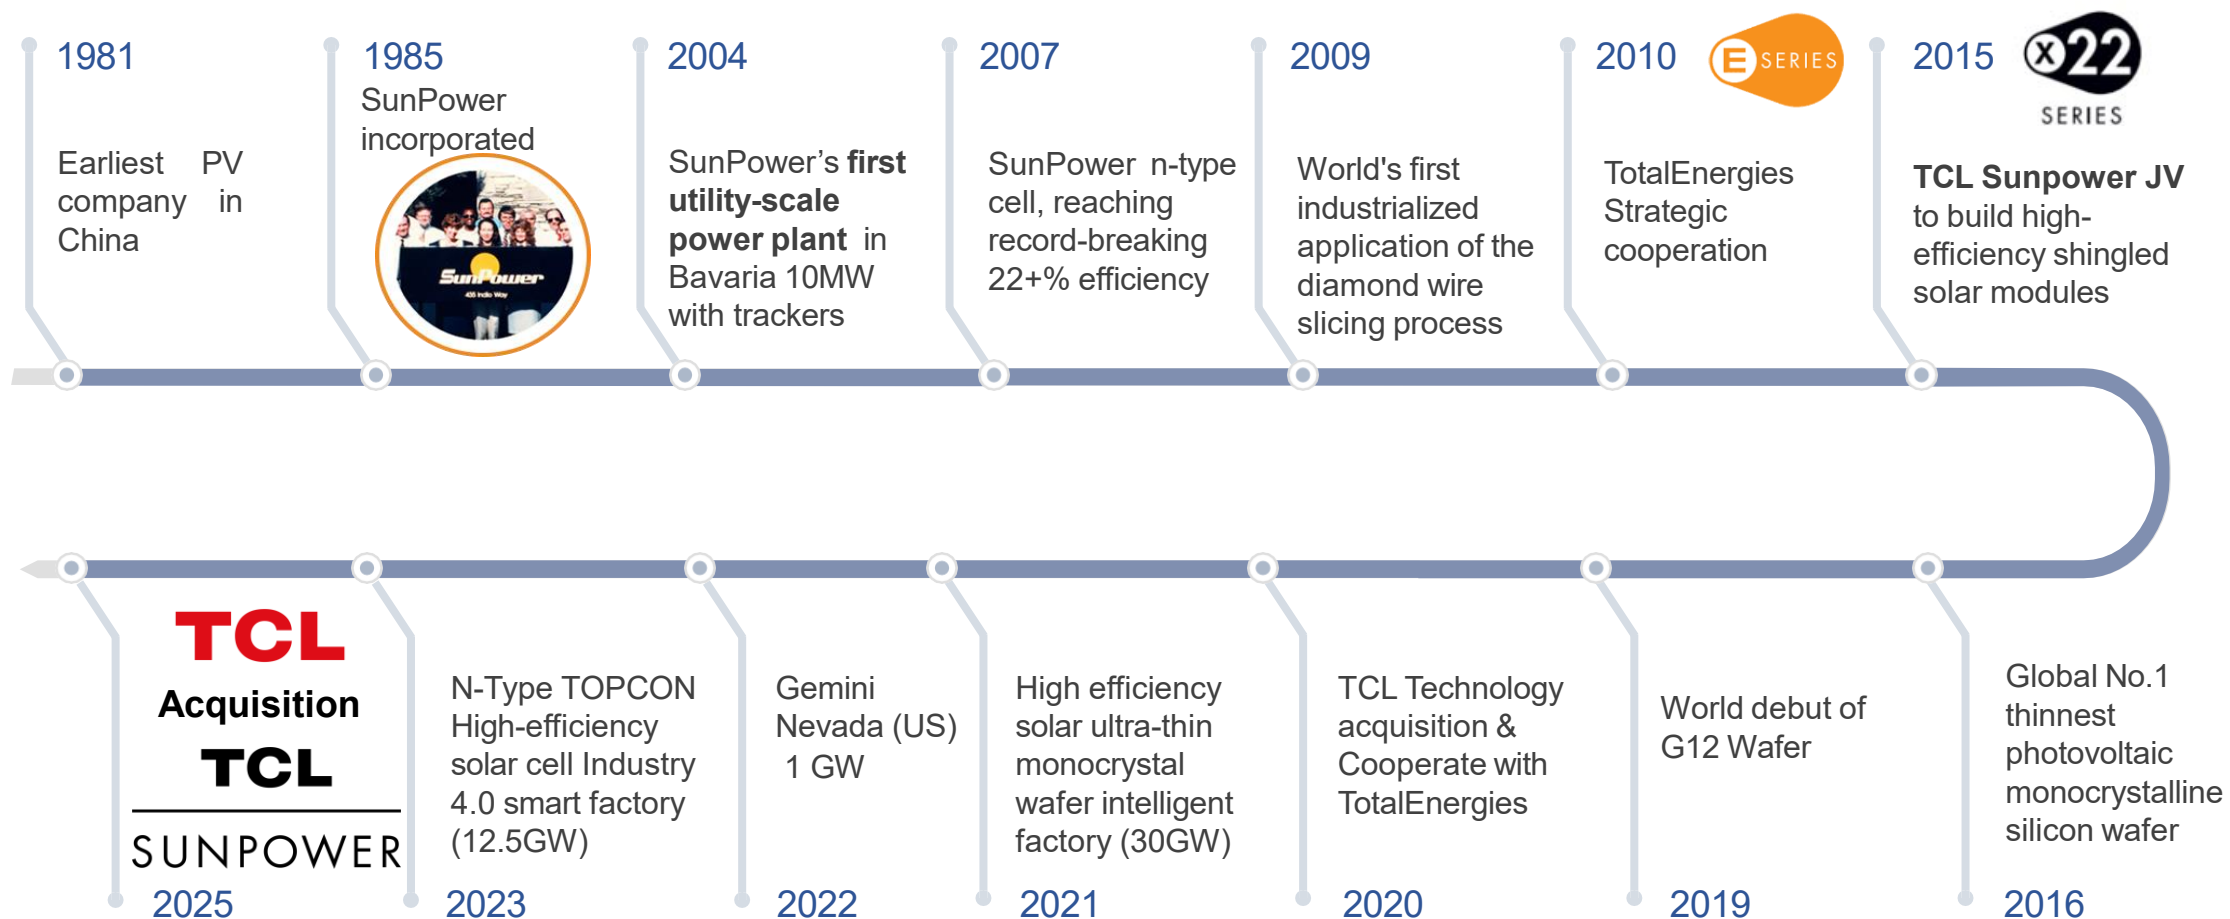 1981
Earliest PV
company in
China
1985
SunPower
incorporated
SunPower
435 Indio Way
2004
SunPower’s first
utility-scale
power plant in
Bavaria 10MW
with trackers
2007
SunPower n-type
cell, reaching
record-breaking
22+% efficiency
2009
World's first
industrialized
application of the
diamond wire
slicing process
2010
E SERIES
TotalEnergies
Strategic
cooperation
2015
x22
SERIES
TCL Sunpower JV
to build high-
efficiency shingled
solar modules
TCL
Acquisition
TCL
SUNPOWER
2025
N-Type TOPCON
High-efficiency
solar cell Industry
4.0 smart factory
(12.5GW)
2023
Gemini
Nevada (US)
1 GW
2022
High efficiency
solar ultra-thin
monocrystal
wafer intelligent
factory (30GW)
2021
TCL Technology
acquisition &
Cooperate with
TotalEnergies
2020
World debut of
G12 Wafer
2019
Global No.1
thinnest
photovoltaic
monocrystalline
silicon wafer
2016